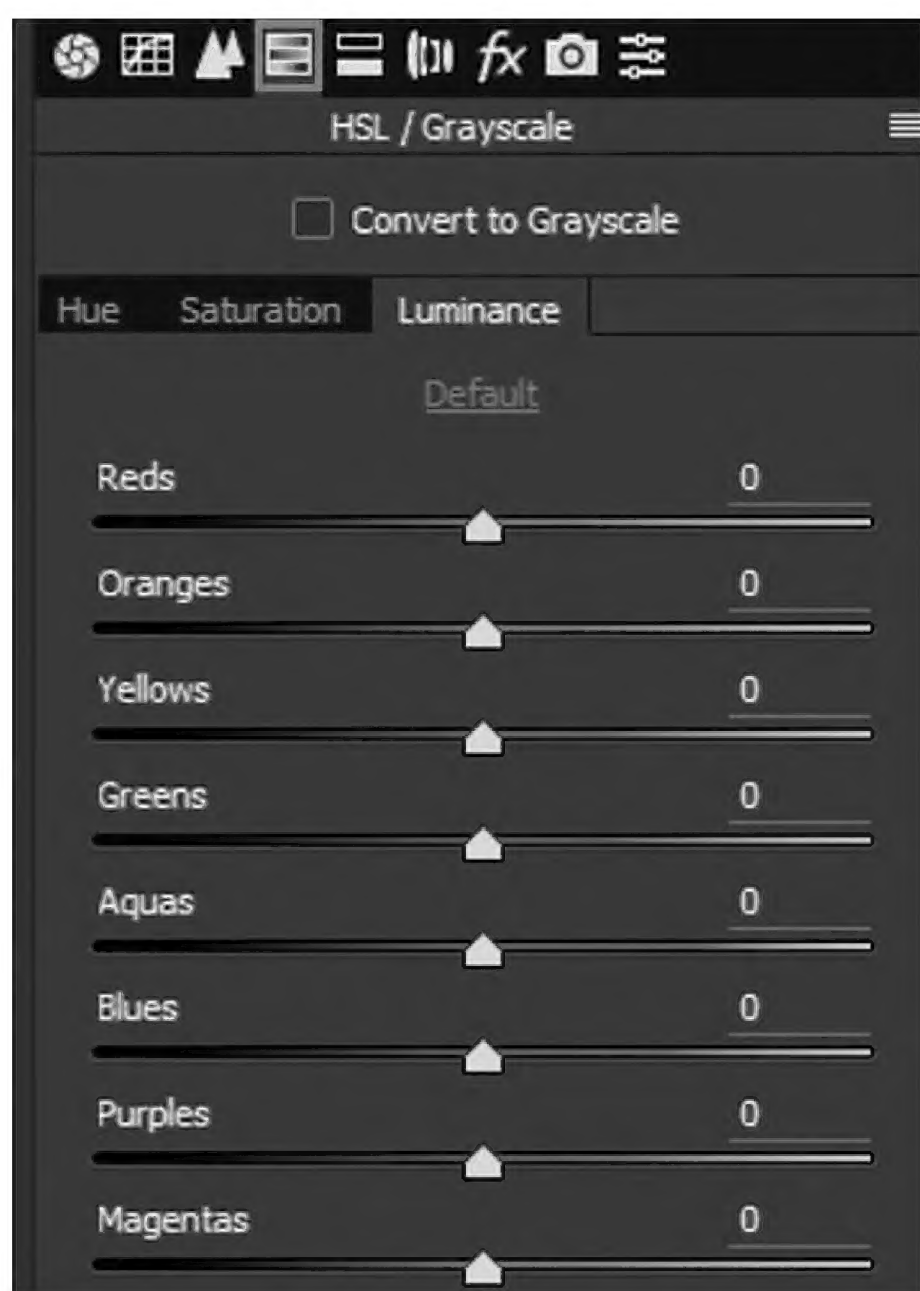 fx
HSL / Grayscale
Convert to Grayscale
Hue Saturation Luminance
Default
Reds 0
Oranges 0
Yellows 0
Greens 0
Aquas 0
Blues 0
Purples 0
Magentas 0